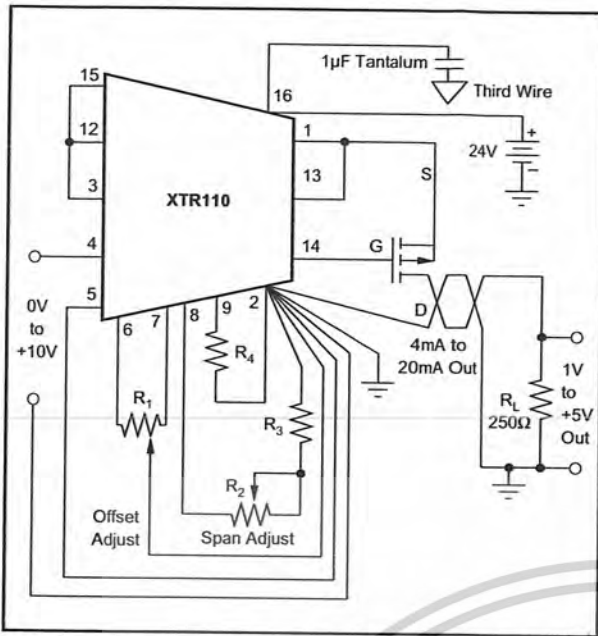 1µF Tantalum
Third Wire
15
16
12
1
24V
+
−
S
3
XTR110
13
4
14
G
5
0V
to
+10V
6
7
8
9
2
D
4mA to
20mA Out
R4
R1
R3
RL
250Ω
1V
to
+5V
Out
R2
Offset
Adjust
Span Adjust